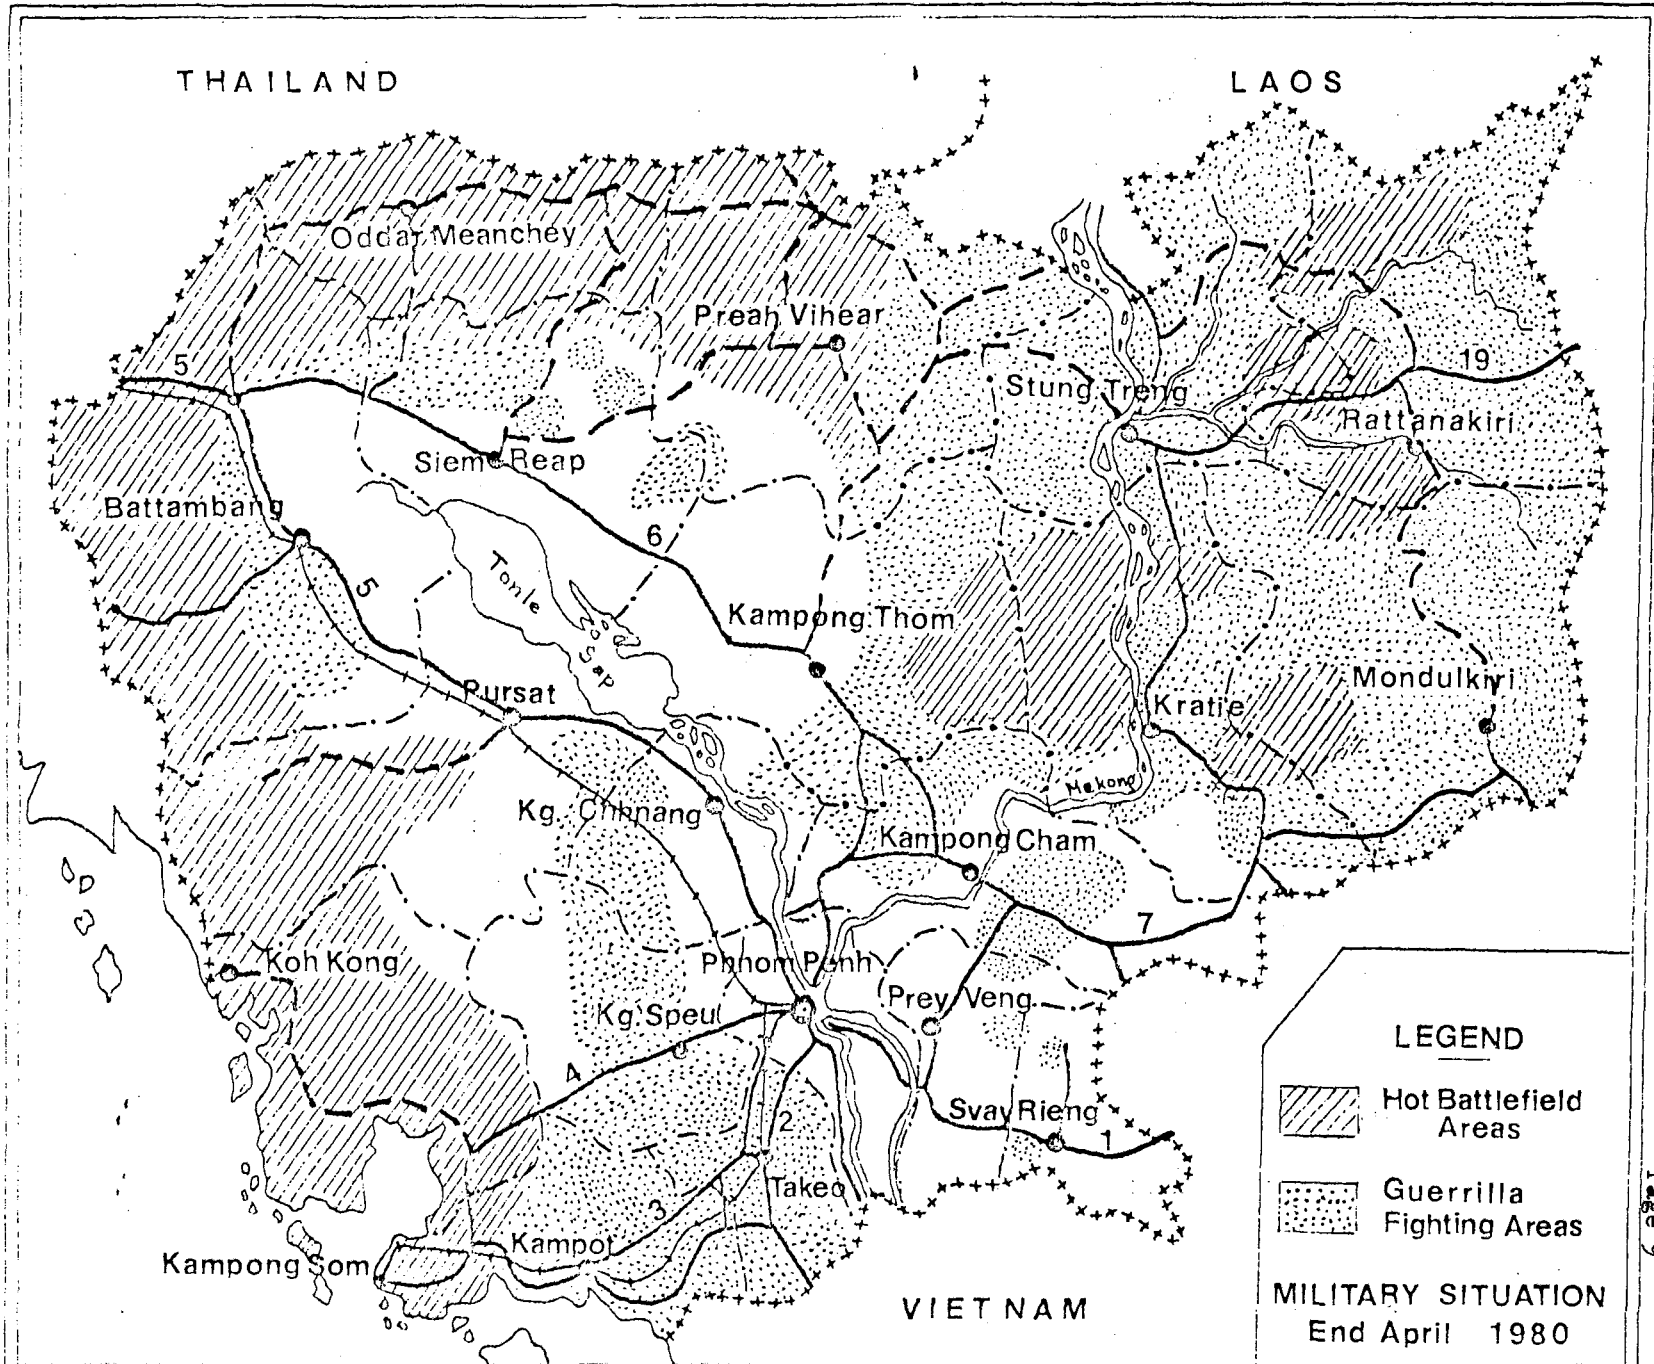 THAILAND
LAOS
Oddar Meanchey
Preah Vihear
5
19
Stung Treng
Rattanakiri
Siem Reap
Battambang
6
5
Tonle
Sap
Kampong Thom
Pursat
Kratie
Mondulkiri
Mekong
Kg. Chhnang
Kampong Cham
7
Koh Kong
Phnom Penh
Prey Veng
Kg. Speu
4
2
Svay Rieng
1
Takeo
3
Kampot
Kampong Som
VIETNAM
LEGEND
Hot Battlefield
Areas
Guerrilla
Fighting Areas
MILITARY SITUATION
End April 1980